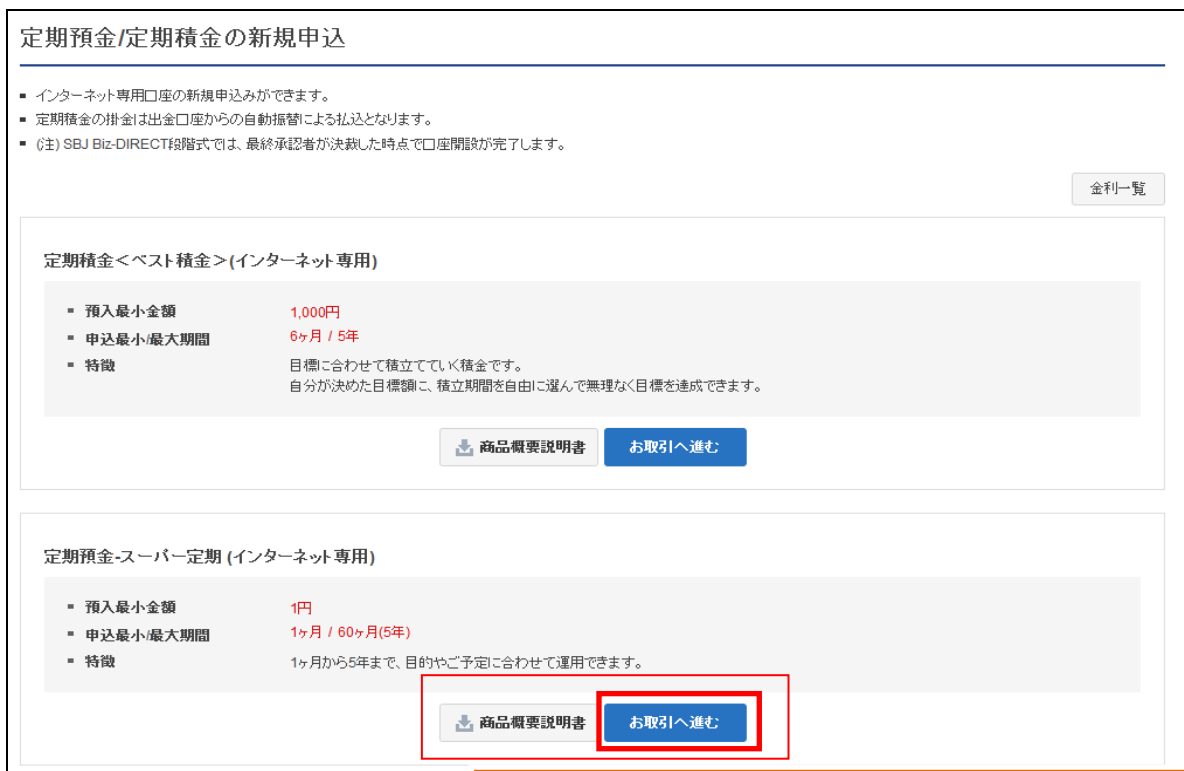 定期預金/定期積金の新規申込
▪ インターネット専用口座の新規申込みができます。
▪ 定期積金の掛金は出金口座からの自動振替による払込となります。
▪ (注) SBJ Biz-DIRECT段階式では、最終承認者が決裁した時点で口座開設が完了します。
金利一覧
定期積金＜ベスト積金＞(インターネット専用)
▪ 預入最小金額 1,000円
▪ 申込最小/最大期間 6ヶ月 / 5年
▪ 特徴 目標に合わせて積立てていく積金です。
自分が決めた目標額に、積立期間を自由に選んで無理なく目標を達成できます。
商品概要説明書 お取引へ進む
定期預金-スーパー定期 (インターネット専用)
▪ 預入最小金額 1円
▪ 申込最小/最大期間 1ヶ月 / 60ヶ月(5年)
▪ 特徴 1ヶ月から5年まで、目的やご予定に合わせて運用できます。
商品概要説明書 お取引へ進む